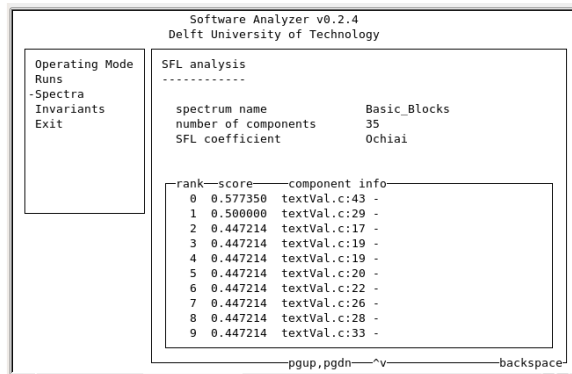 Software Analyzer v0.2.4
Delft University of Technology
Operating Mode
Runs
-Spectra
Invariants
Exit
SFL analysis
------------
spectrum name Basic_Blocks
number of components 35
SFL coefficient Ochiai
rank score component info
0 0.577350 textVal.c:43 -
1 0.500000 textVal.c:29 -
2 0.447214 textVal.c:17 -
3 0.447214 textVal.c:19 -
4 0.447214 textVal.c:19 -
5 0.447214 textVal.c:20 -
6 0.447214 textVal.c:22 -
7 0.447214 textVal.c:26 -
8 0.447214 textVal.c:28 -
9 0.447214 textVal.c:33 -
pgup,pgdn ^v backspace